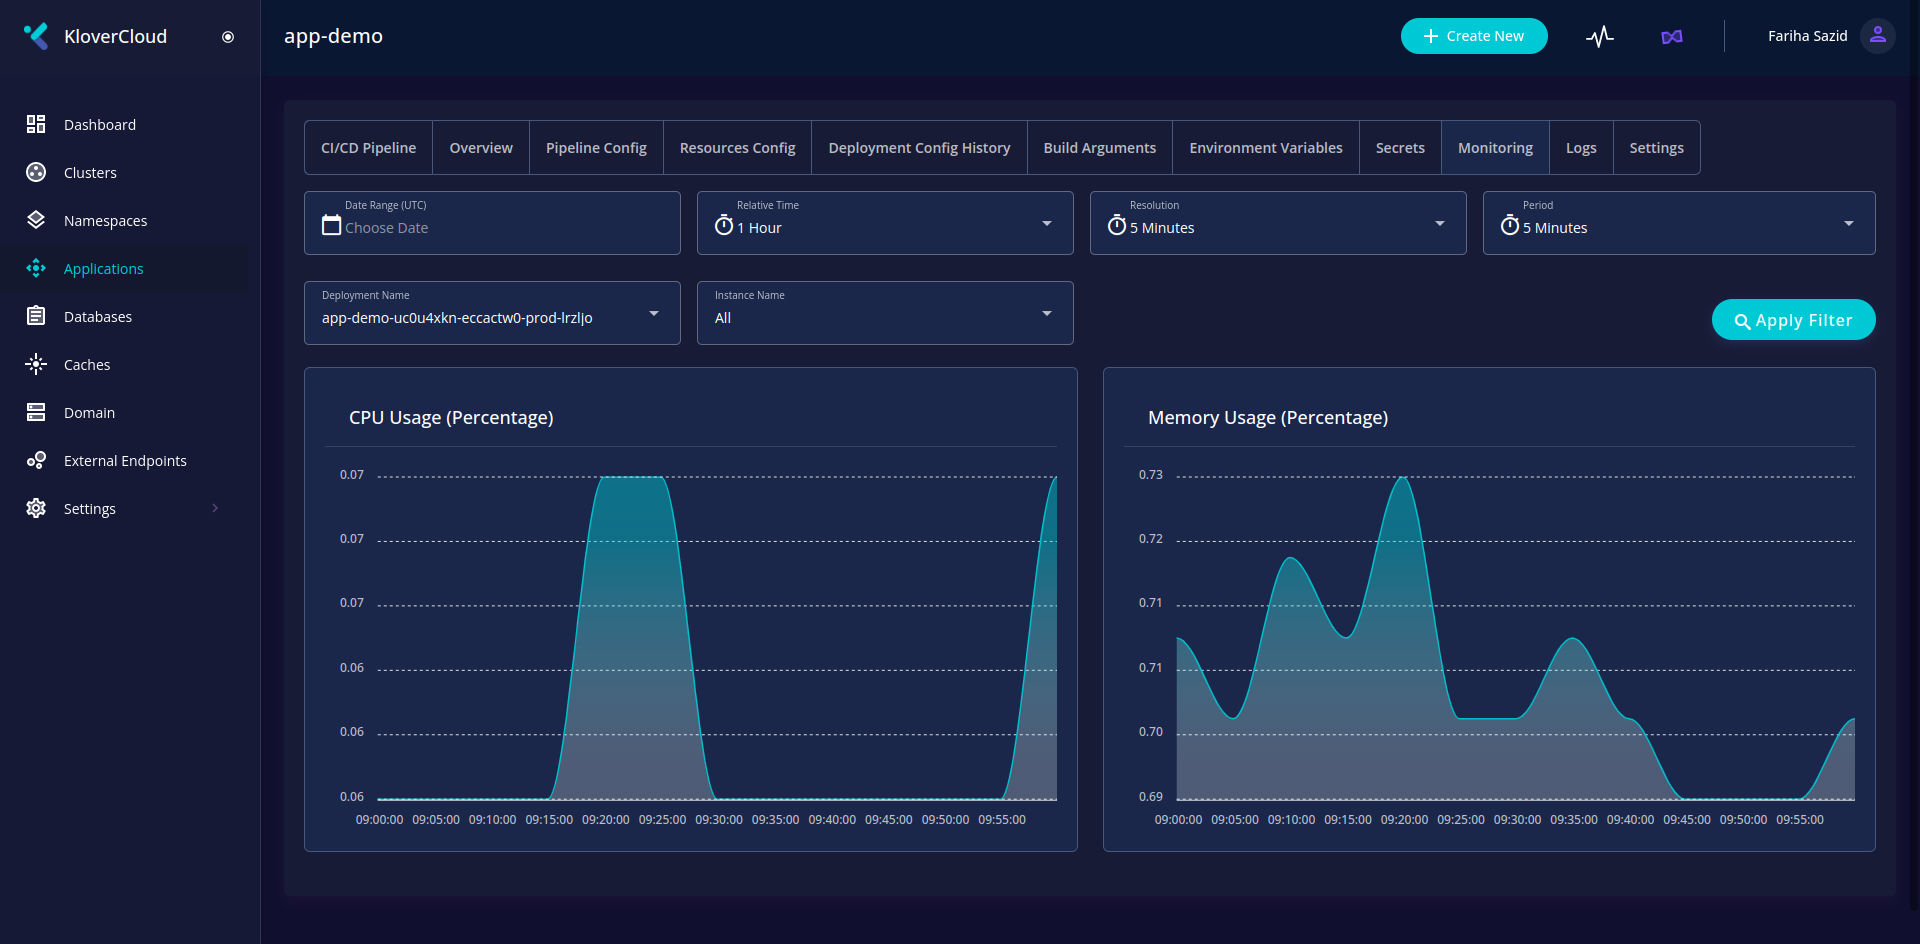 KloverCloud
app-demo
Create New
Fariha Sazid
Dashboard
Clusters
Namespaces
Applications
Databases
Caches
Domain
External Endpoints
Settings
CI/CD Pipeline
Overview
Pipeline Config
Resources Config
Deployment Config History
Build Arguments
Environment Variables
Secrets
Monitoring
Logs
Settings
Date Range (UTC)
Choose Date
Relative Time
1 Hour
Resolution
5 Minutes
Period
5 Minutes
Deployment Name
app-demo-uc0u4xkn-eccactw0-prod-lrzljo
Instance Name
All
Apply Filter
CPU Usage (Percentage)
0.07
0.07
0.07
0.06
0.06
0.06
09:00:00 09:05:00 09:10:00 09:15:00 09:20:00 09:25:00 09:30:00 09:35:00 09:40:00 09:45:00 09:50:00 09:55:00
Memory Usage (Percentage)
0.73
0.72
0.71
0.71
0.70
0.69
09:00:00 09:05:00 09:10:00 09:15:00 09:20:00 09:25:00 09:30:00 09:35:00 09:40:00 09:45:00 09:50:00 09:55:00